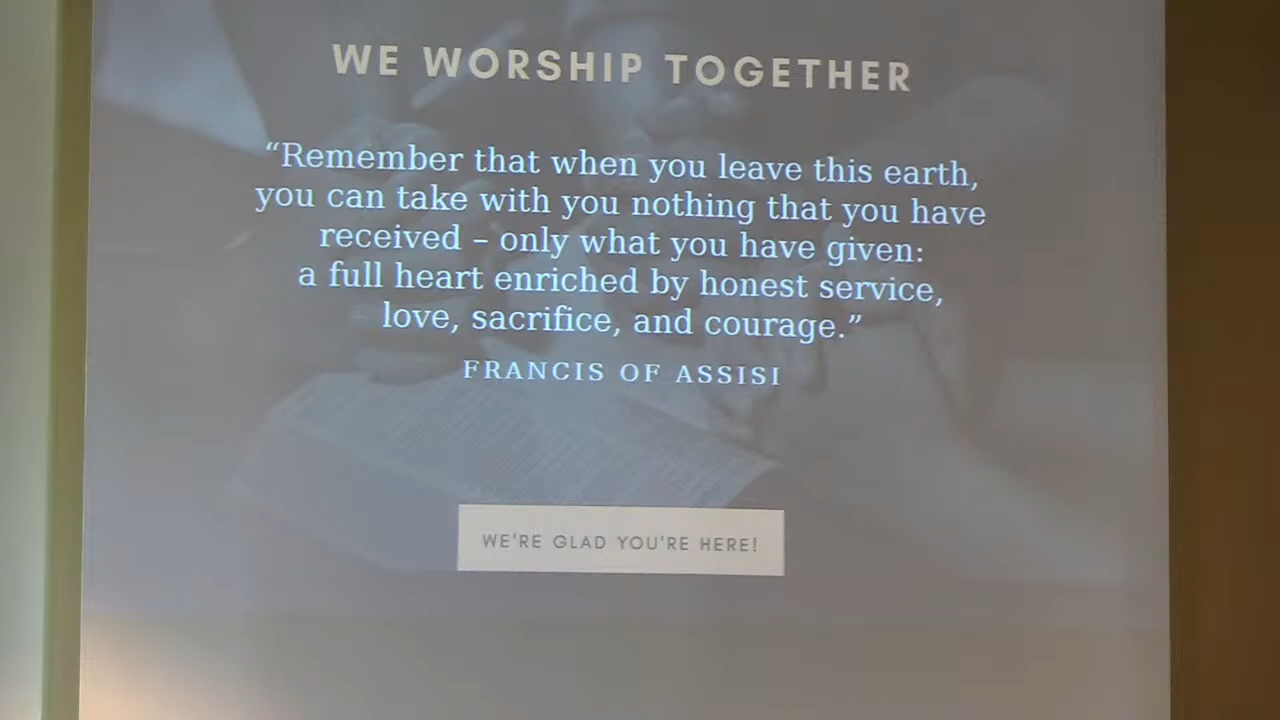 WE WORSHIP TOGETHER
“Remember that when you leave this earth,
you can take with you nothing that you have
received – only what you have given:
a full heart enriched by honest service,
love, sacrifice, and courage.”
FRANCIS OF ASSISI
WE'RE GLAD YOU'RE HERE!